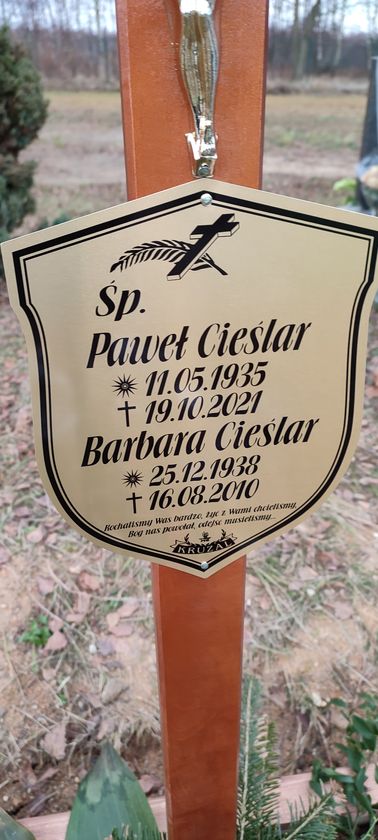 Śp.
Paweł Cieślar
11.05.1935
19.10.2021
Barbara Cieślar
25.12.1938
16.08.2010
Kochaliśmy Was bardzo, żyć z Wami chcieliśmy,
Bóg nas powołał, odejść musieliśmy...
KRUŻAL